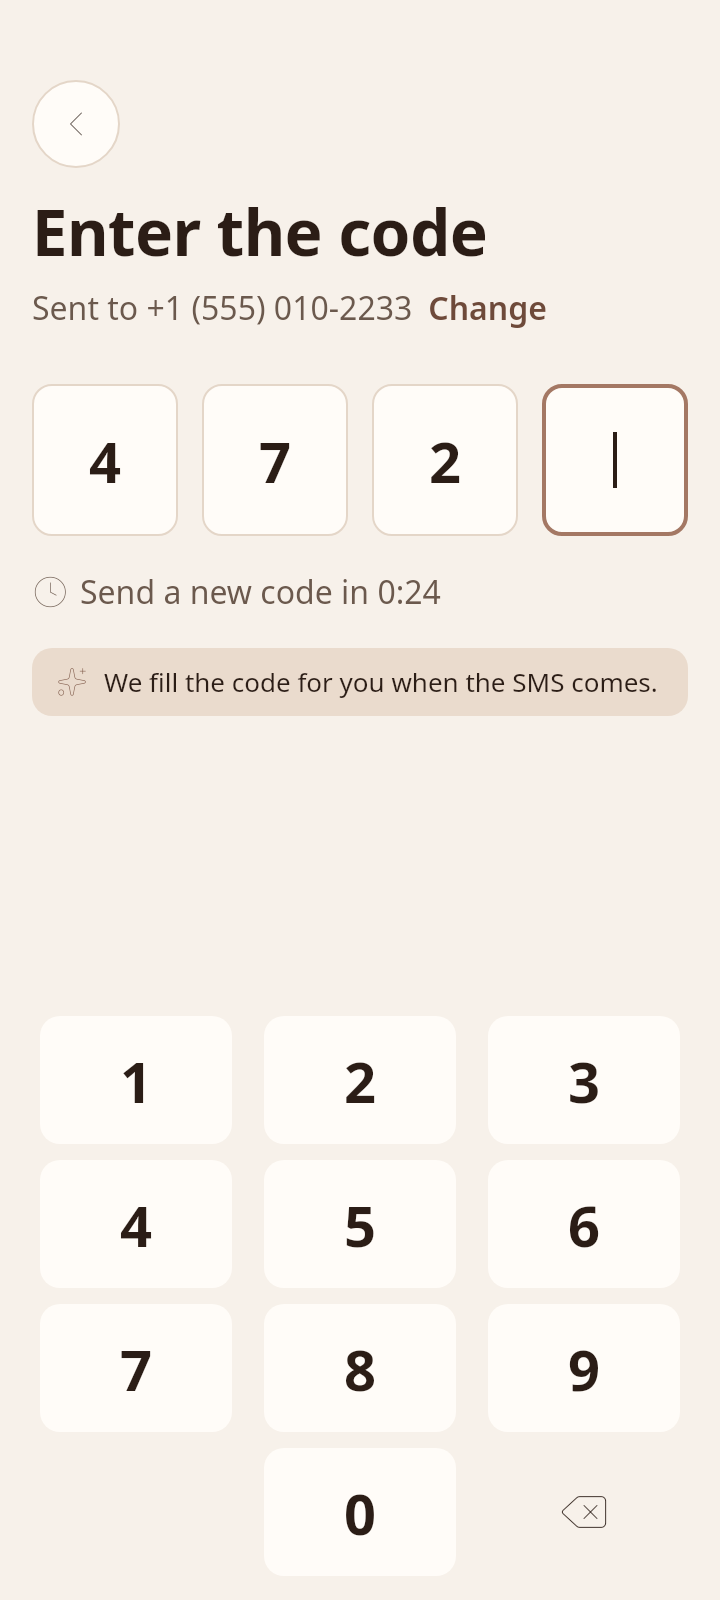 Enter the code
Sent to +1 (555) 010-2233 Change
4 7 2
Send a new code in 0:24
We fill the code for you when the SMS comes.
1 2 3
4 5 6
7 8 9
0